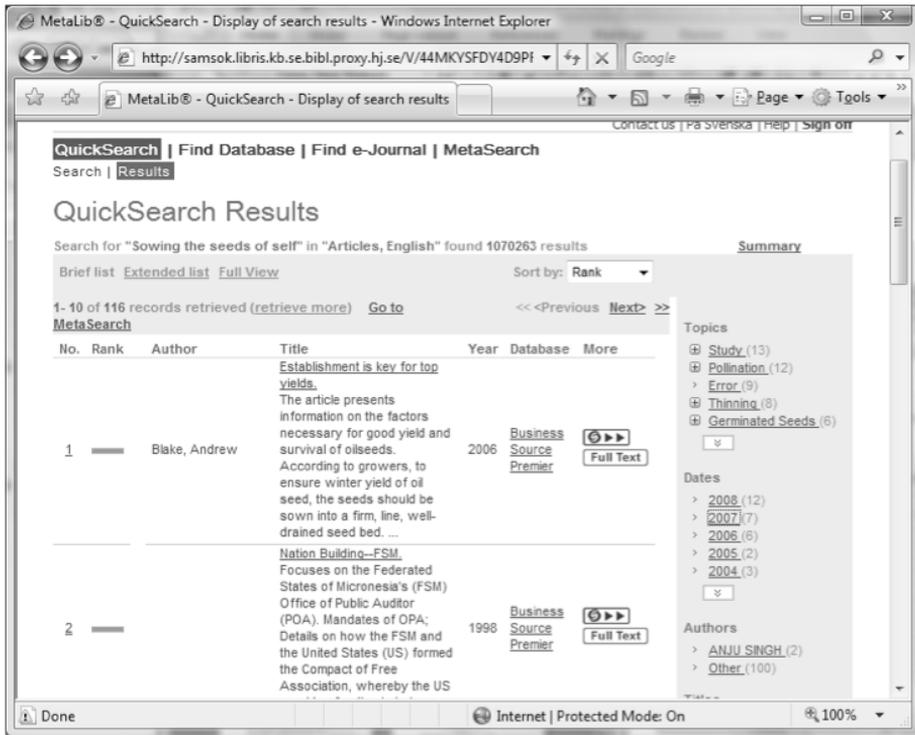 MetaLib® - QuickSearch - Display of search results - Windows Internet Explorer
http://samsok.libris.kb.se.bibl.proxy.hj.se/V/44MKYSFDY4D9PF
Google
MetaLib® - QuickSearch - Display of search results
Page
Tools
Contact us | På Svenska | Help | Sign off
QuickSearch | Find Database | Find e-Journal | MetaSearch
Search | Results
QuickSearch Results
Search for "Sowing the seeds of self" in "Articles, English" found 1070263 results
Summary
Brief list Extended list Full View
Sort by: Rank
1- 10 of 116 records retrieved (retrieve more) Go to
MetaSearch
<< <Previous Next> >>
No. Rank Author Title Year Database More
1
Blake, Andrew
Establishment is key for top
yields.
The article presents
information on the factors
necessary for good yield and
survival of oilseeds.
According to growers, to
ensure winter yield of oil
seed, the seeds should be
sown into a firm, line, well-
drained seed bed. ...
2006
Business
Source
Premier
Full Text
2
Nation Building--FSM.
Focuses on the Federated
States of Micronesia's (FSM)
Office of Public Auditor
(POA). Mandates of OPA;
Details on how the FSM and
the United States (US) formed
the Compact of Free
Association, whereby the US
1998
Business
Source
Premier
Full Text
Topics
Study (13)
Pollination (12)
Error (9)
Thinning (8)
Germinated Seeds (6)
Dates
2008 (12)
2007 (7)
2006 (6)
2005 (2)
2004 (3)
Authors
ANJU SINGH (2)
Other (100)
Done
Internet | Protected Mode: On
100%